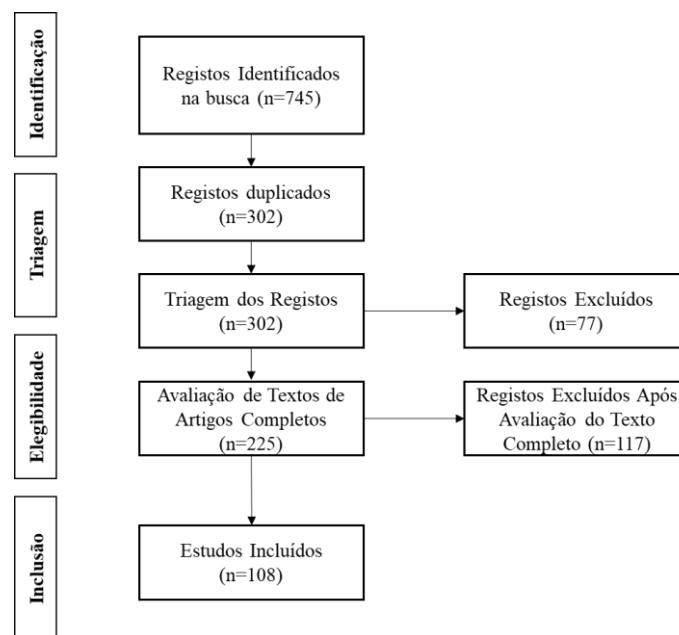 Identificação
Registos Identificados
na busca (n=745)
Triagem
Registos duplicados
(n=302)
Triagem dos Registos
(n=302)
Registos Excluídos
(n=77)
Elegibilidade
Avaliação de Textos de
Artigos Completos
(n=225)
Registos Excluídos Após
Avaliação do Texto
Completo (n=117)
Inclusão
Estudos Incluídos
(n=108)